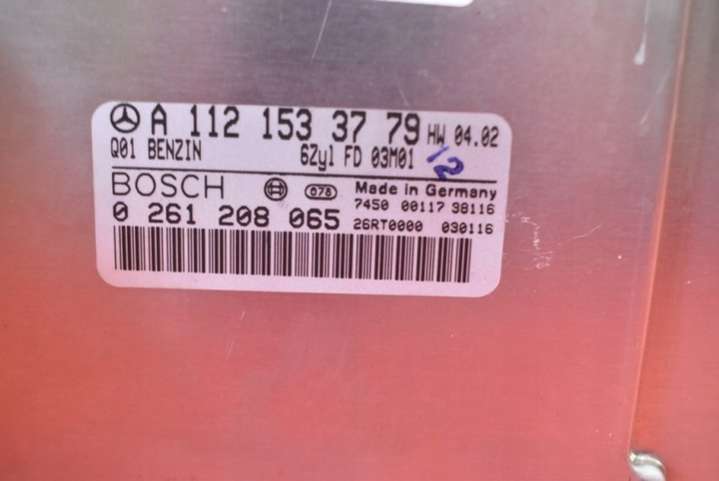 A 112 153 37 79 HW 04.02
Q01 BENZIN 6Zyl FD 03M01
12
BOSCH 078 Made in Germany
7450 00117 38116
0 261 208 065 26RT0000 030116